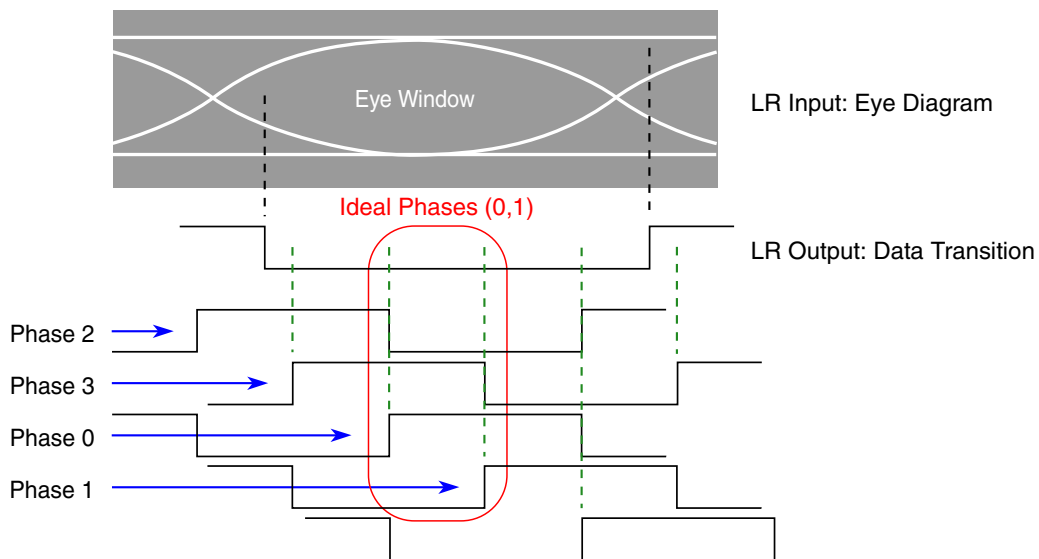 Eye Window
LR Input: Eye Diagram
Ideal Phases (0,1)
LR Output: Data Transition
Phase 2
Phase 3
Phase 0
Phase 1